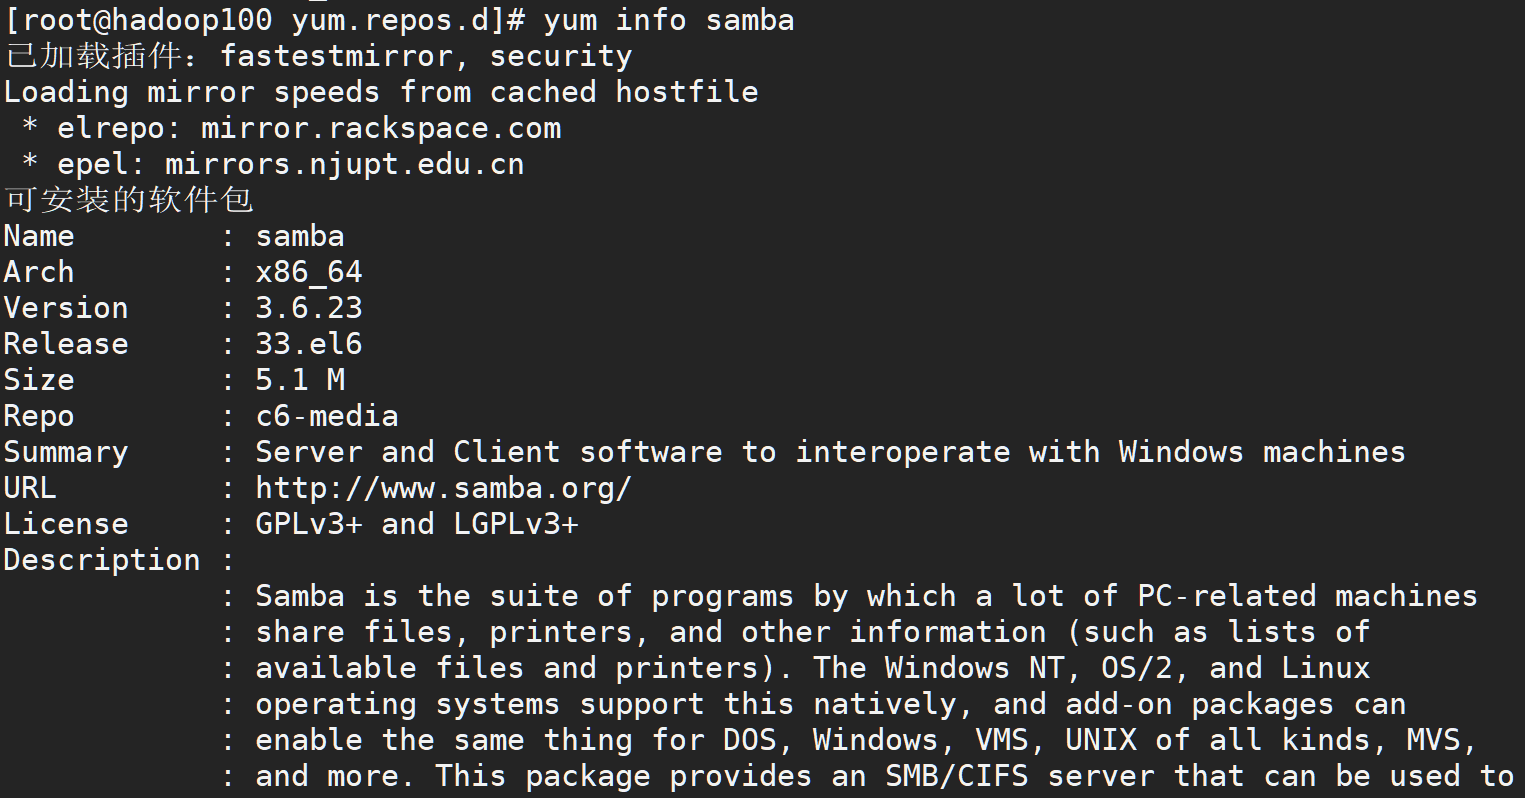 [root@hadoop100 yum.repos.d]# yum info samba
已加载插件：fastestmirror, security
Loading mirror speeds from cached hostfile
 * elrepo: mirror.rackspace.com
 * epel: mirrors.njupt.edu.cn
可安装的软件包
Name        : samba
Arch        : x86_64
Version     : 3.6.23
Release     : 33.el6
Size        : 5.1 M
Repo        : c6-media
Summary     : Server and Client software to interoperate with Windows machines
URL         : http://www.samba.org/
License     : GPLv3+ and LGPLv3+
Description :
            : Samba is the suite of programs by which a lot of PC-related machines
            : share files, printers, and other information (such as lists of
            : available files and printers). The Windows NT, OS/2, and Linux
            : operating systems support this natively, and add-on packages can
            : enable the same thing for DOS, Windows, VMS, UNIX of all kinds, MVS,
            : and more. This package provides an SMB/CIFS server that can be used to